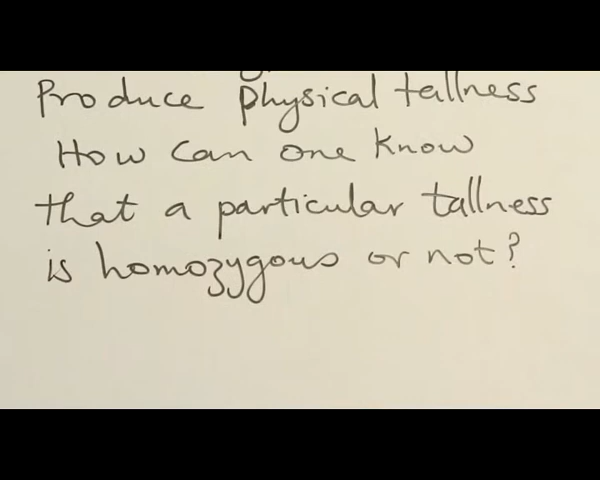 Produce physical tallness
How can one know
that a particular tallness
is homozygous or not?